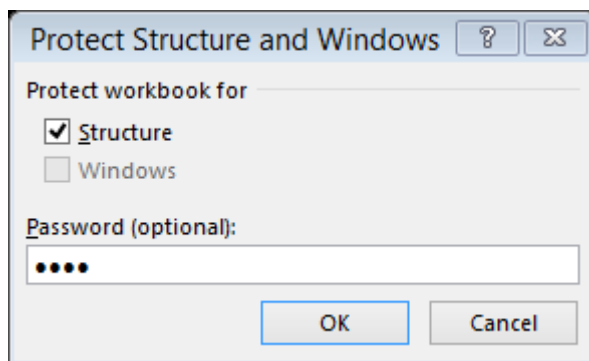 Protect Structure and Windows ?
Protect workbook for
Structure
Windows
Password (optional):
••••
OK Cancel